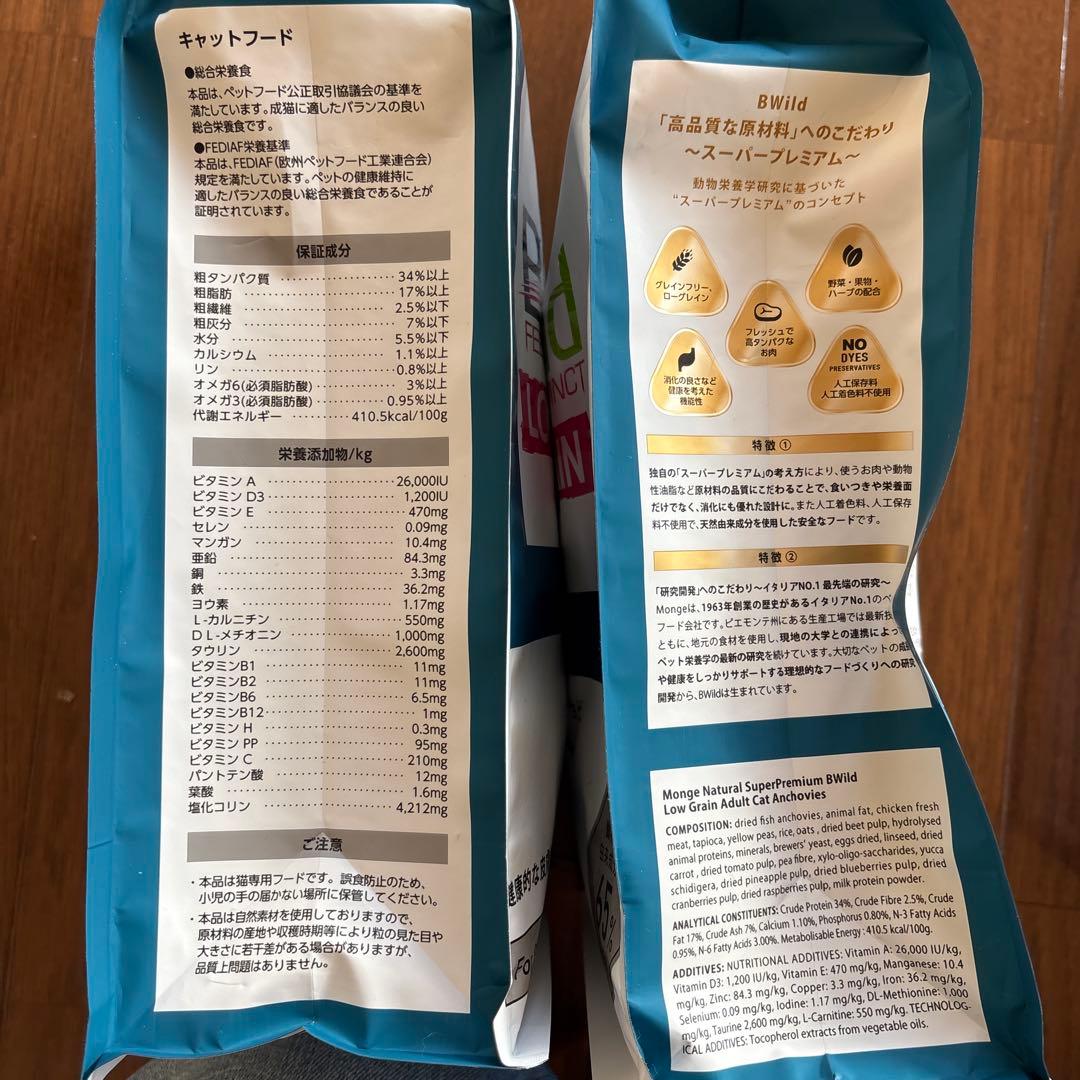 キャットフード
●総合栄養食
本品は、ペットフード公正取引協議会の基準を
満たしています。成猫に適したバランスの良い
総合栄養食です。
●FEDIAF栄養基準
本品は、FEDIAF(欧州ペットフード工業連合会)
規定を満たしています。ペットの健康維持に
適したバランスの良い総合栄養食であることが
証明されています。
保証成分
粗タンパク質 34%以上
粗脂肪 17%以上
粗繊維 2.5%以下
粗灰分 7%以下
水分 5.5%以下
カルシウム 1.1%以上
リン 0.8%以上
オメガ6(必須脂肪酸) 3%以上
オメガ3(必須脂肪酸) 0.95%以上
代謝エネルギー 410.5kcal/100g
栄養添加物/kg
ビタミン A 26,000IU
ビタミン D3 1,200IU
ビタミン E 470mg
セレン 0.09mg
マンガン 10.4mg
亜鉛 84.3mg
銅 3.3mg
鉄 36.2mg
ヨウ素 1.17mg
L-カルニチン 550mg
DL-メチオニン 1,000mg
タウリン 2,600mg
ビタミンB1 11mg
ビタミンB2 11mg
ビタミンB6 6.5mg
ビタミンB12 1mg
ビタミン H 0.3mg
ビタミン PP 95mg
ビタミン C 210mg
パントテン酸 12mg
葉酸 1.6mg
塩化コリン 4,212mg
ご注意
・本品は猫専用フードです。誤食防止のため、
小児の手の届かない場所に保管してください。
・本品は自然素材を使用しておりますので、
原材料の産地や収穫時期等により粒の見た目や
大きさに若干差がある場合がありますが、
品質上問題はありません。
BWild
「高品質な原材料」へのこだわり
～スーパープレミアム～
動物栄養学研究に基づいた
“スーパープレミアム”のコンセプト
グレインフリー、
ローグレイン
野菜・果物・
ハーブの配合
フレッシュで
高タンパクな
お肉
消化の良さなど
健康を考えた
機能性
NO
DYES
PRESERVATIVES
人工保存料
人工着色料不使用
特徴①
独自の「スーパープレミアム」の考え方により、使うお肉や動物
性油脂など原材料の品質にこだわることで、食いつきや栄養面
だけでなく、消化にも優れた設計に。また人工着色料、人工保存
料不使用で、天然由来成分を使用した安全なフードです。
特徴②
「研究開発」へのこだわり～イタリアNO.1 最先端の研究～
Mongeは、1963年創業の歴史があるイタリアNo.1のペ
フード会社です。ピエモンテ州にある生産工場では最新技
ともに、地元の食材を使用し、現地の大学との連携によっ
ペット栄養学の最新の研究を続けています。大切なペットの成
や健康をしっかりサポートする理想的なフードづくりへの研究
開発から、BWildは生まれています。
Monge Natural SuperPremium BWild
Low Grain Adult Cat Anchovies
COMPOSITION: dried fish anchovies, animal fat, chicken fresh
meat, tapioca, yellow peas, rice, oats , dried beet pulp, hydrolysed
animal proteins, minerals, brewers' yeast, eggs dried, linseed, dried
carrot , dried tomato pulp, pea fibre, xylo-oligo-saccharides, yucca
schidigera, dried pineapple pulp, dried blueberries pulp, dried
cranberries pulp, dried raspberries pulp, milk protein powder.
ANALYTICAL CONSTITUENTS: Crude Protein 34%, Crude Fibre 2.5%, Crude
Fat 17%, Crude Ash 7%, Calcium 1.10%, Phosphorus 0.80%, N-3 Fatty Acids
0.95%, N-6 Fatty Acids 3.00%. Metabolisable Energy : 410.5 kcal/100g.
ADDITIVES: NUTRITIONAL ADDITIVES: Vitamin A: 26,000 IU/kg,
Vitamin D3: 1,200 IU/kg, Vitamin E: 470 mg/kg, Manganese: 10.4
mg/kg, Zinc: 84.3 mg/kg, Copper: 3.3 mg/kg, Iron: 36.2 mg/kg,
Selenium: 0.09 mg/kg, Iodine: 1.17 mg/kg, DL-Methionine: 1,000
mg/kg, Taurine 2,600 mg/kg, L-Carnitine: 550 mg/kg. TECHNOLOG-
ICAL ADDITIVES: Tocopherol extracts from vegetable oils.